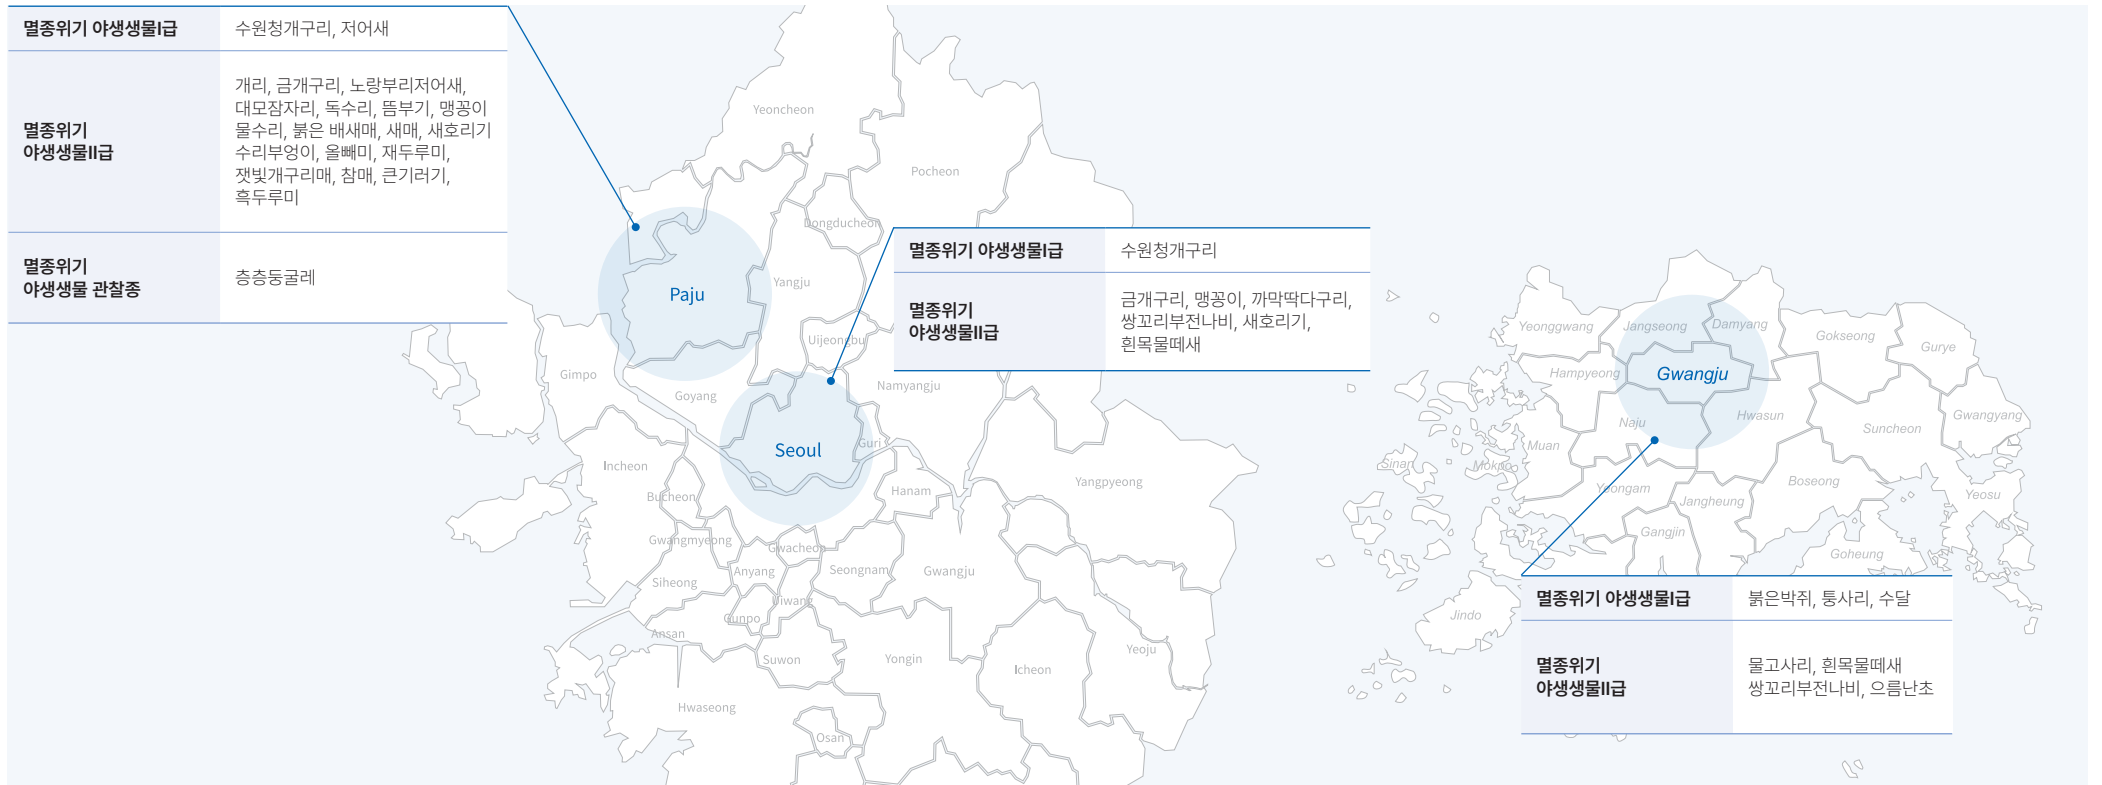 멸종위기 야생생물I급
수원청개구리, 저어새
멸종위기
야생생물II급
개리, 금개구리, 노랑부리저어새,
대모잠자리, 독수리, 뜸부기, 맹꽁이
물수리, 붉은 배새매, 새매, 새호리기
수리부엉이, 올빼미, 재두루미,
잿빛개구리매, 참매, 큰기러기,
흑두루미
멸종위기
야생생물 관찰종
층층둥굴레
Yeoncheon
Pocheon
Dongducheon
Paju
Yangju
Uijeongbu
Gimpo
Goyang
Namyangju
Seoul
Guri
Incheon
Bucheon
Hanam
Yangpyeong
Gwangmyeong
Gwacheon
Anyang
Seongnam
Gwangju
Siheong
Uiwang
Gunpo
Ansan
Suwon
Yongin
Icheon
Yeoju
Hwaseong
Osan
멸종위기 야생생물I급
수원청개구리
멸종위기
야생생물II급
금개구리, 맹꽁이, 까막딱다구리,
쌍꼬리부전나비, 새호리기,
흰목물떼새
Yeonggwang
Jangseong
Damyang
Gokseong
Gurye
Hampyeong
Gwangju
Naju
Hwasun
Gwangyang
Suncheon
Muan
Sinan
Mokpo
Yeongam
Jangheung
Boseong
Yeosu
Gangjin
Goheung
Jindo
멸종위기 야생생물I급
붉은박쥐, 퉁사리, 수달
멸종위기
야생생물II급
물고사리, 흰목물떼새
쌍꼬리부전나비, 으름난초